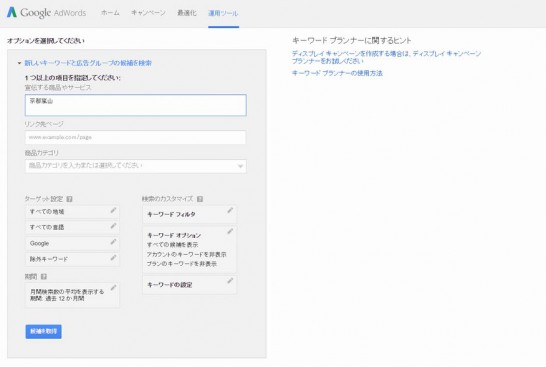 Google AdWords ホーム キャンペーン 最適化 運用ツール
オプションを選択してください
新しいキーワードと広告グループの候補を検索
1 つ以上の項目を指定してください:
宣伝する商品やサービス
京都嵐山
リンク先ページ
www.example.com/page
商品カテゴリ
商品カテゴリを入力または選択してください
ターゲット設定 ?
すべての地域
すべての言語
Google
除外キーワード
期間 ?
月間検索数の平均を表示する
期間: 過去 12 か月間
検索のカスタマイズ ?
キーワード フィルタ
キーワード オプション
すべての候補を表示
アカウントのキーワードを非表示
プランのキーワードを非表示
キーワードの設定
候補を取得
キーワード プランナーに関するヒント
ディスプレイ キャンペーンを作成する場合は、ディスプレイ キャンペーン
プランナーをお試しください
キーワード プランナーの使用方法